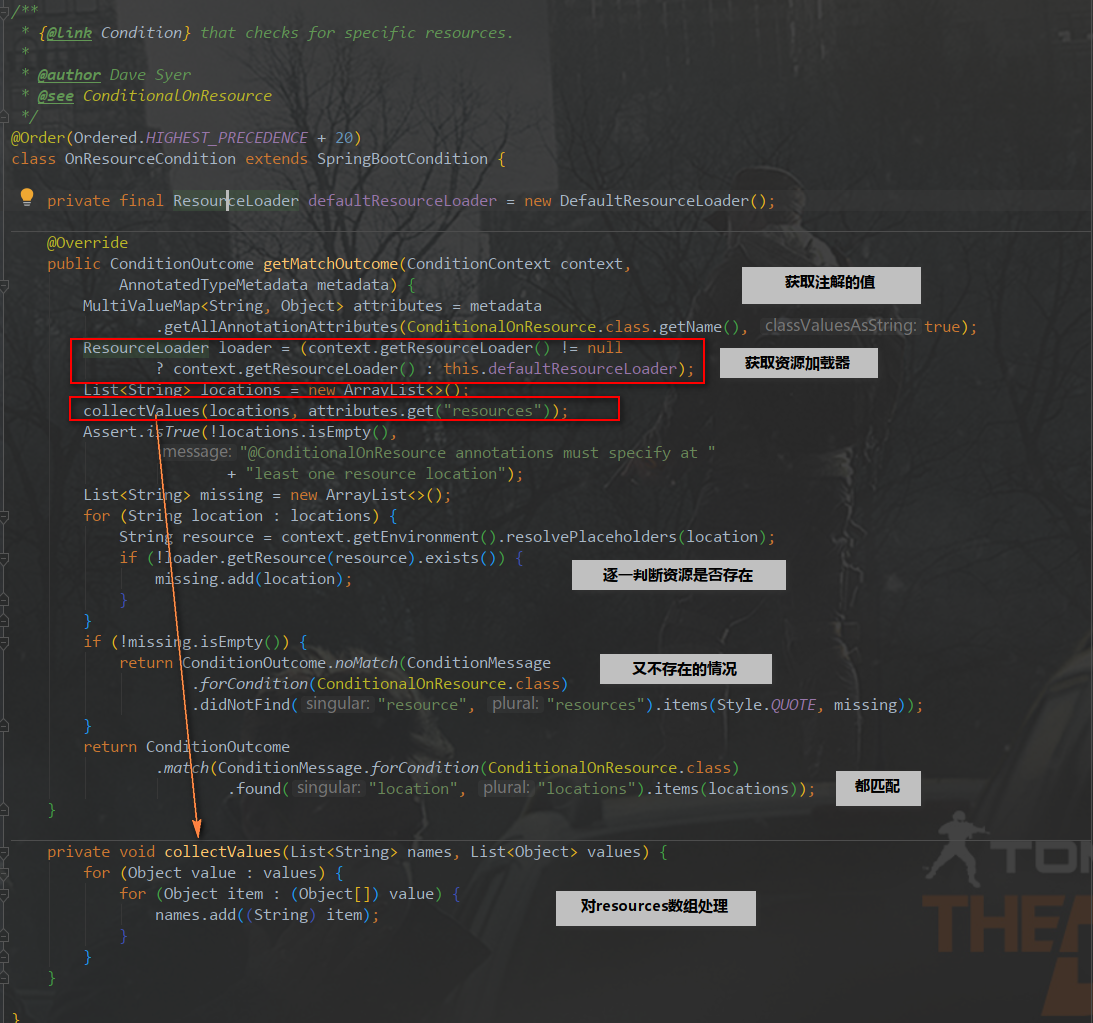 /**
 * {@link Condition} that checks for specific resources.
 *
 * @author Dave Syer
 * @see ConditionalOnResource
 */
@Order(Ordered.HIGHEST_PRECEDENCE + 20)
class OnResourceCondition extends SpringBootCondition {
private final ResourceLoader defaultResourceLoader = new DefaultResourceLoader();
@Override
public ConditionOutcome getMatchOutcome(ConditionContext context,
AnnotatedTypeMetadata metadata) {
获取注解的值
MultiValueMap<String, Object> attributes = metadata
.getAllAnnotationAttributes(ConditionalOnResource.class.getName(), classValuesAsString: true);
ResourceLoader loader = (context.getResourceLoader() != null
获取资源加载器
? context.getResourceLoader() : this.defaultResourceLoader);
List<String> locations = new ArrayList<>();
collectValues(locations, attributes.get("resources"));
Assert.isTrue(!locations.isEmpty(),
message: "@ConditionalOnResource annotations must specify at "
+ "least one resource location");
List<String> missing = new ArrayList<>();
for (String location : locations) {
String resource = context.getEnvironment().resolvePlaceholders(location);
if (!loader.getResource(resource).exists()) {
逐一判断资源是否存在
missing.add(location);
}
}
if (!missing.isEmpty()) {
return ConditionOutcome.noMatch(ConditionMessage
又不存在的情况
.forCondition(ConditionalOnResource.class)
.didNotFind( singular: "resource", plural: "resources").items(Style.QUOTE, missing));
}
return ConditionOutcome
.match(ConditionMessage.forCondition(ConditionalOnResource.class)
.found( singular: "location", plural: "locations").items(locations));
都匹配
}
private void collectValues(List<String> names, List<Object> values) {
for (Object value : values) {
for (Object item : (Object[]) value) {
对resources数组处理
names.add((String) item);
}
}
}
}
THE